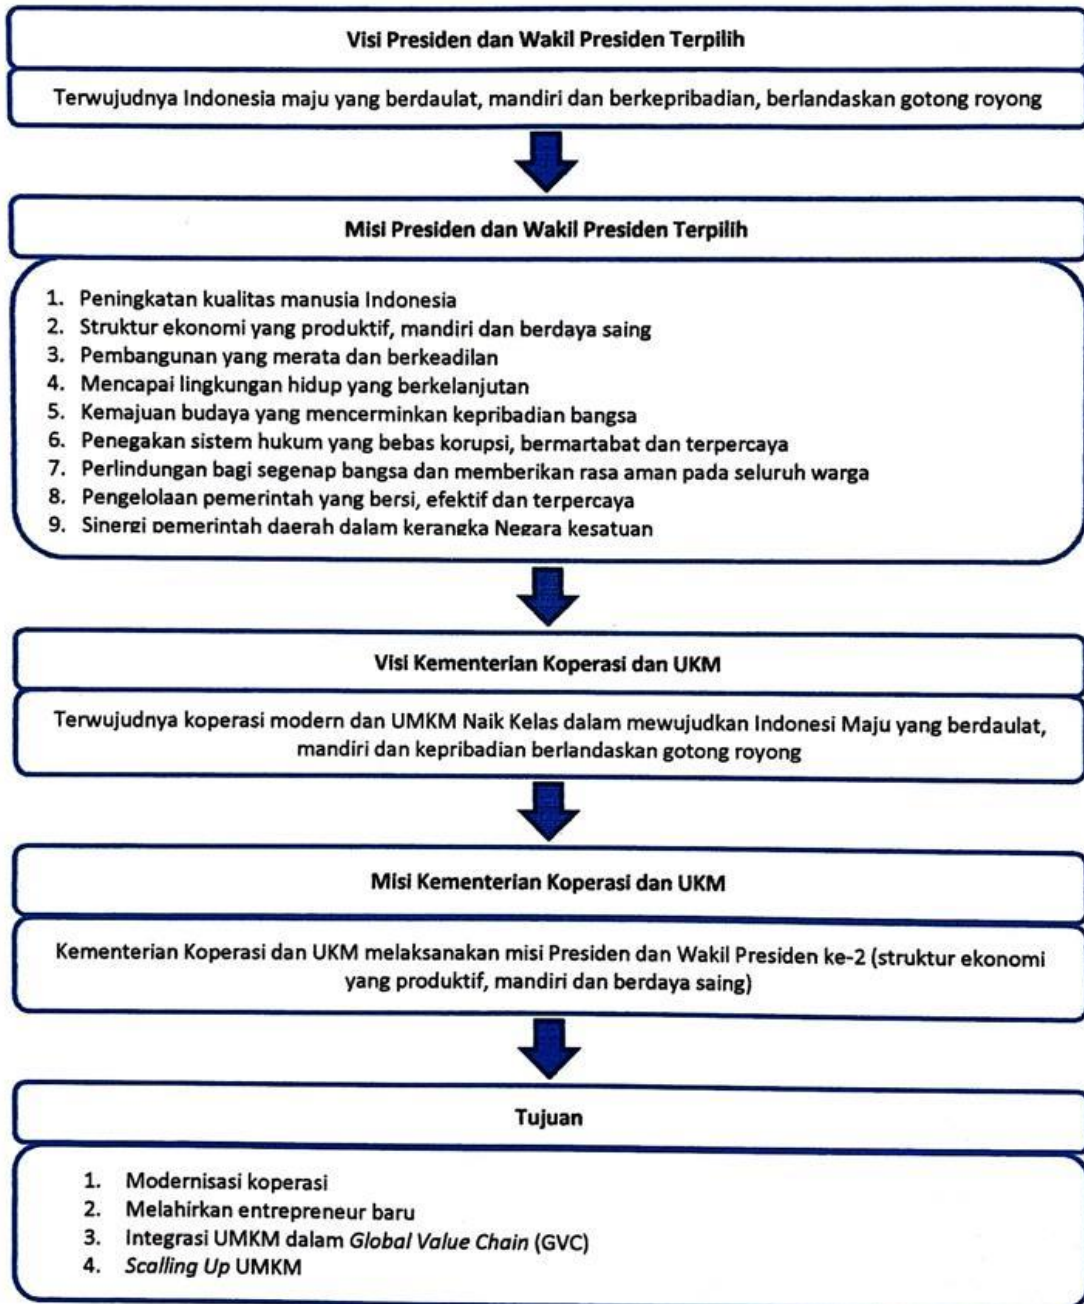 Visi Presiden dan Wakil Presiden Terpilih
Terwujudnya Indonesia maju yang berdaulat, mandiri dan berkepribadian, berlandaskan gotong royong
Misi Presiden dan Wakil Presiden Terpilih
1. Peningkatan kualitas manusia Indonesia
2. Struktur ekonomi yang produktif, mandiri dan berdaya saing
3. Pembangunan yang merata dan berkeadilan
4. Mencapai lingkungan hidup yang berkelanjutan
5. Kemajuan budaya yang mencerminkan kepribadian bangsa
6. Penegakan sistem hukum yang bebas korupsi, bermartabat dan terpercaya
7. Perlindungan bagi segenap bangsa dan memberikan rasa aman pada seluruh warga
8. Pengelolaan pemerintah yang bersi, efektif dan terpercaya
9. Sinergi pemerintah daerah dalam kerangka Negara kesatuan
Visi Kementerian Koperasi dan UKM
Terwujudnya koperasi modern dan UMKM Naik Kelas dalam mewujudkan Indonesi Maju yang berdaulat,
mandiri dan kepribadian berlandaskan gotong royong
Misi Kementerian Koperasi dan UKM
Kementerian Koperasi dan UKM melaksanakan misi Presiden dan Wakil Presiden ke-2 (struktur ekonomi
yang produktif, mandiri dan berdaya saing)
Tujuan
1. Modernisasi koperasi
2. Melahirkan entrepreneur baru
3. Integrasi UMKM dalam Global Value Chain (GVC)
4. Scalling Up UMKM